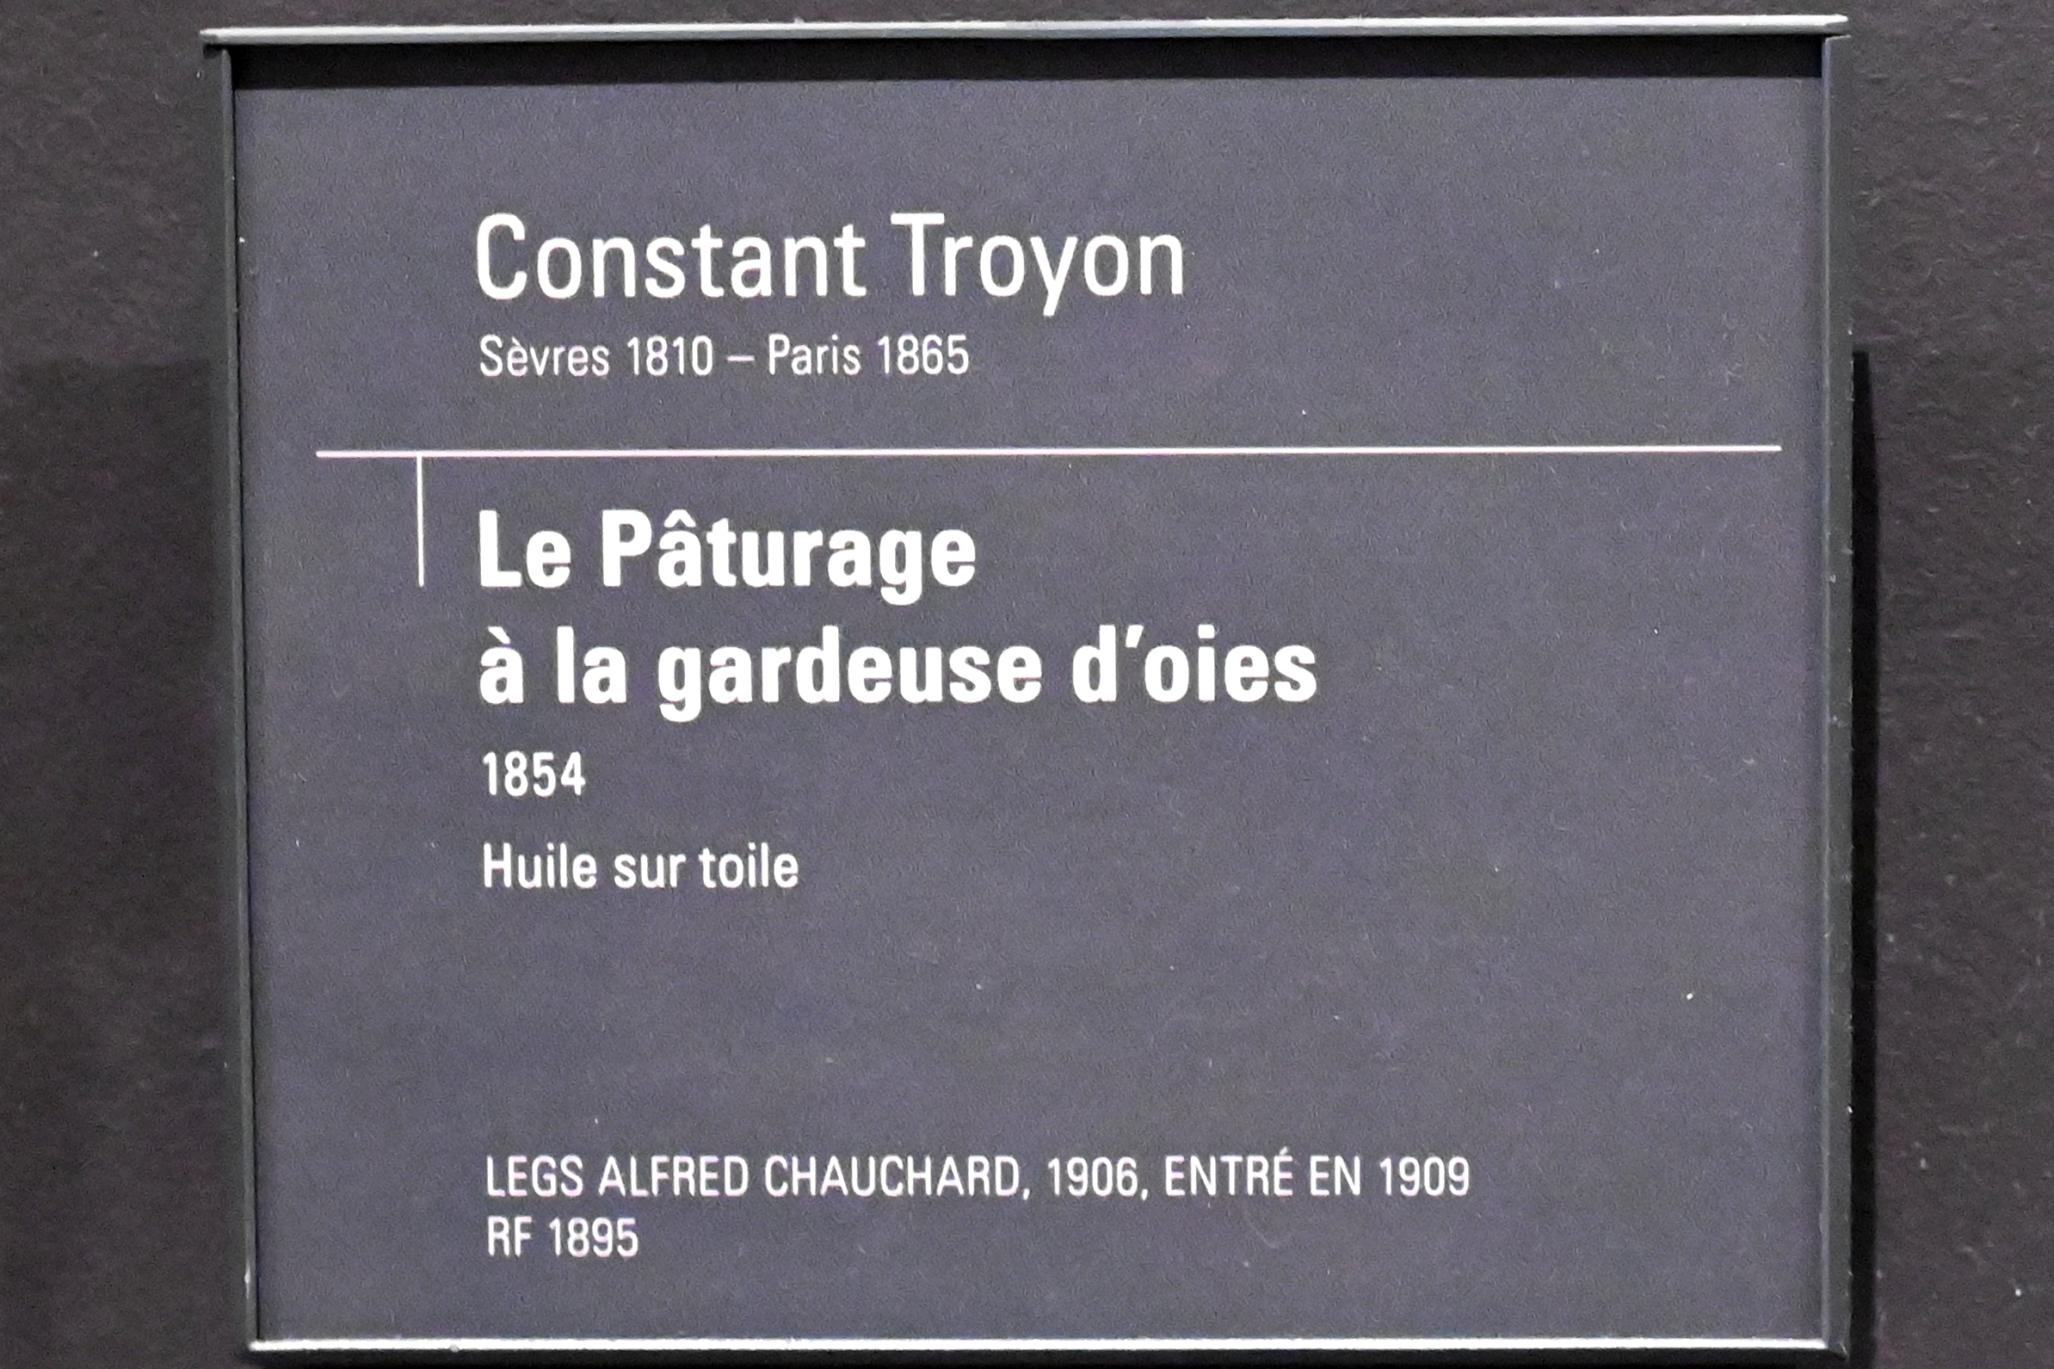 Constant Troyon
Sèvres 1810 – Paris 1865
Le Pâturage
à la gardeuse d'oies
1854
Huile sur toile
LEGS ALFRED CHAUCHARD, 1906, ENTRÉ EN 1909
RF 1895